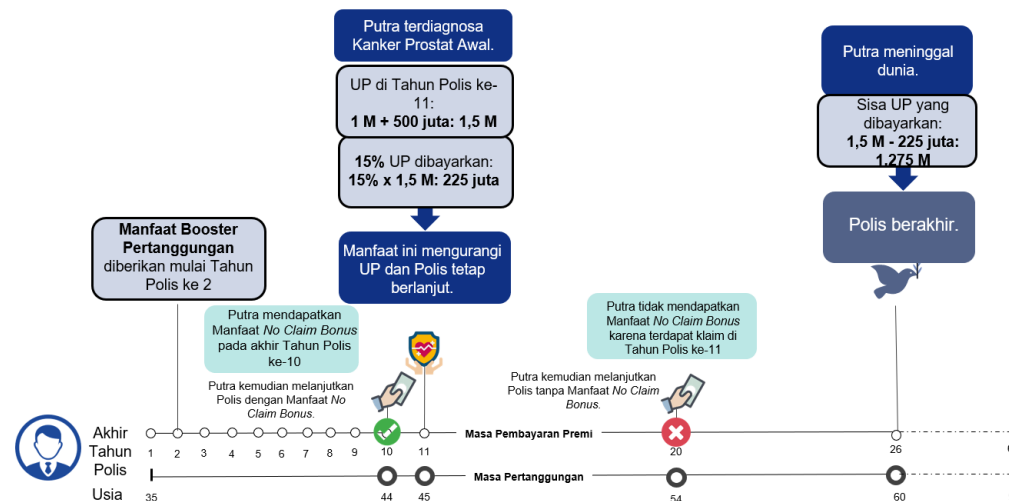 Putra terdiagnosa
Kanker Prostat Awal.
UP di Tahun Polis ke-
11:
1 M + 500 juta: 1,5 M
15% UP dibayarkan:
15% x 1,5 M: 225 juta
Manfaat ini mengurangi
UP dan Polis tetap
berlanjut.
Putra meninggal
dunia.
Sisa UP yang
dibayarkan:
1,5 M - 225 juta:
1.275 M
Polis berakhir.
Manfaat Booster
Pertanggungan
diberikan mulai Tahun
Polis ke 2
Putra mendapatkan
Manfaat No Claim Bonus
pada akhir Tahun Polis
ke-10
Putra kemudian melanjutkan
Polis dengan Manfaat No
Claim Bonus.
Putra tidak mendapatkan
Manfaat No Claim Bonus
karena terdapat klaim di
Tahun Polis ke-11
Putra kemudian melanjutkan
Polis tanpa Manfaat No Claim
Bonus.
Akhir
Tahun
Polis
Masa Pembayaran Premi
1 2 3 4 5 6 7 8 9 10 11 20 26
Masa Pertanggungan
Usia
35 44 45 54 60